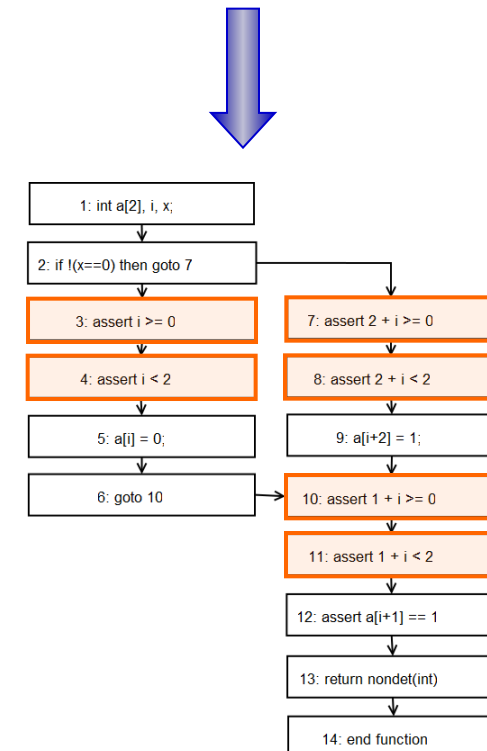 1: int a[2], i, x;
2: if !(x==0) then goto 7
3: assert i >= 0
4: assert i < 2
5: a[i] = 0;
6: goto 10
7: assert 2 + i >= 0
8: assert 2 + i < 2
9: a[i+2] = 1;
10: assert 1 + i >= 0
11: assert 1 + i < 2
12: assert a[i+1] == 1
13: return nondet(int)
14: end function